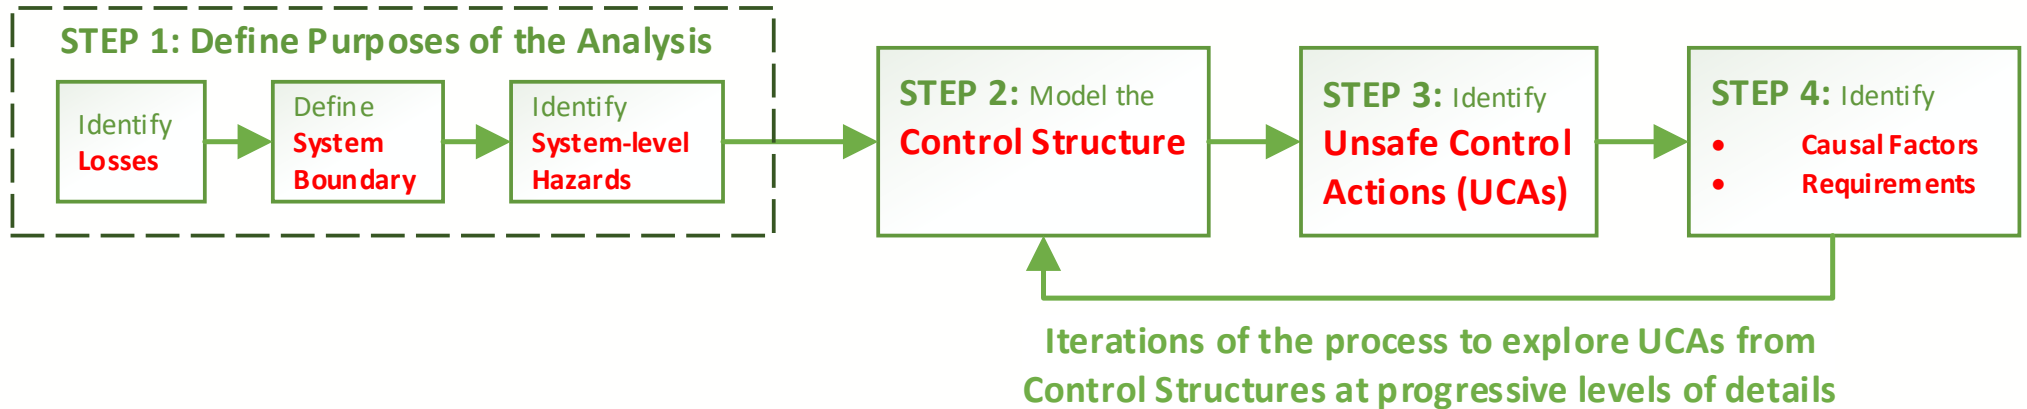 STEP 1: Define Purposes of the Analysis
Identify
Losses
Define
System
Boundary
Identify
System-level
Hazards
STEP 2: Model the
Control Structure
STEP 3: Identify
Unsafe Control
Actions (UCAs)
STEP 4: Identify
• Causal Factors
• Requirements
Iterations of the process to explore UCAs from
Control Structures at progressive levels of details